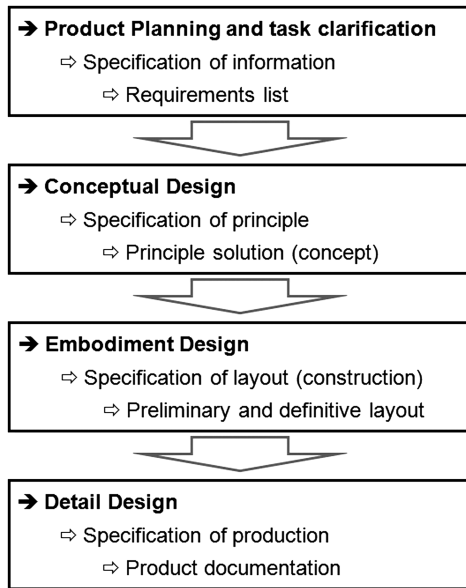 ➔ Product Planning and task clarification
⇨ Specification of information
⇨ Requirements list
➔ Conceptual Design
⇨ Specification of principle
⇨ Principle solution (concept)
➔ Embodiment Design
⇨ Specification of layout (construction)
⇨ Preliminary and definitive layout
➔ Detail Design
⇨ Specification of production
⇨ Product documentation